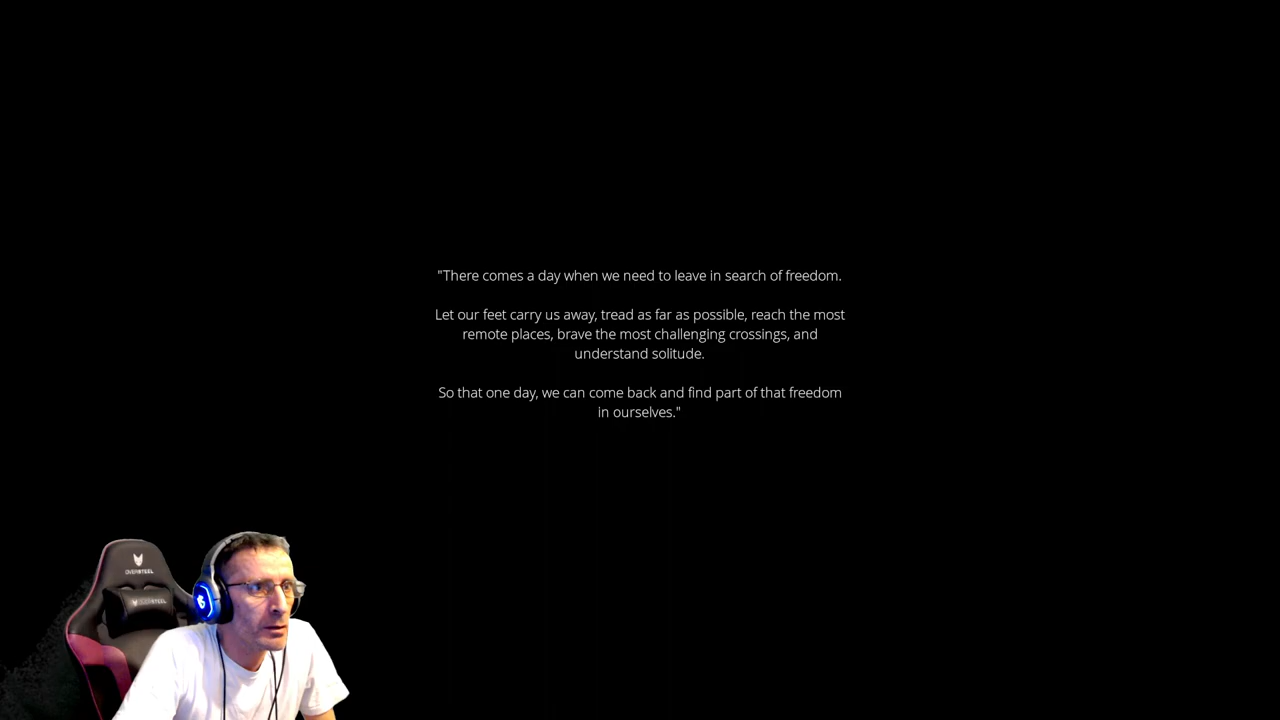 "There comes a day when we need to leave in search of freedom.
Let our feet carry us away, tread as far as possible, reach the most
remote places, brave the most challenging crossings, and
understand solitude.
So that one day, we can come back and find part of that freedom
in ourselves."
OVERSTEEL
OVERSTEEL